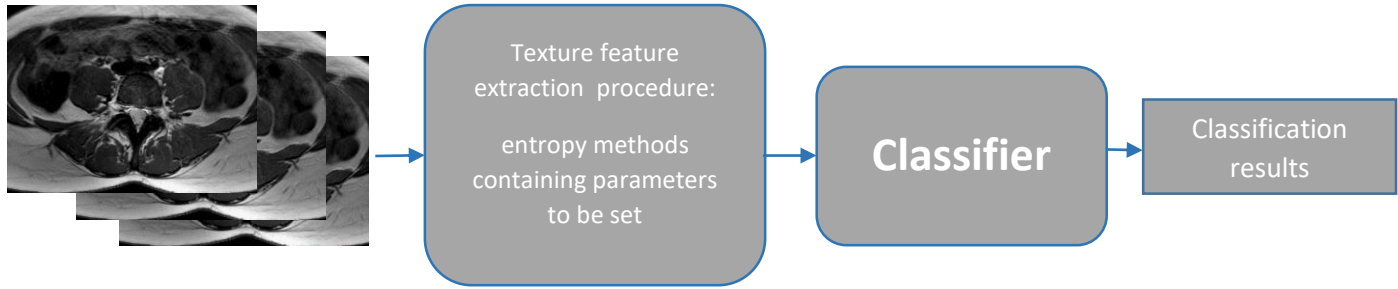 Texture feature
extraction procedure:
entropy methods
containing parameters
to be set
Classifier
Classification
results